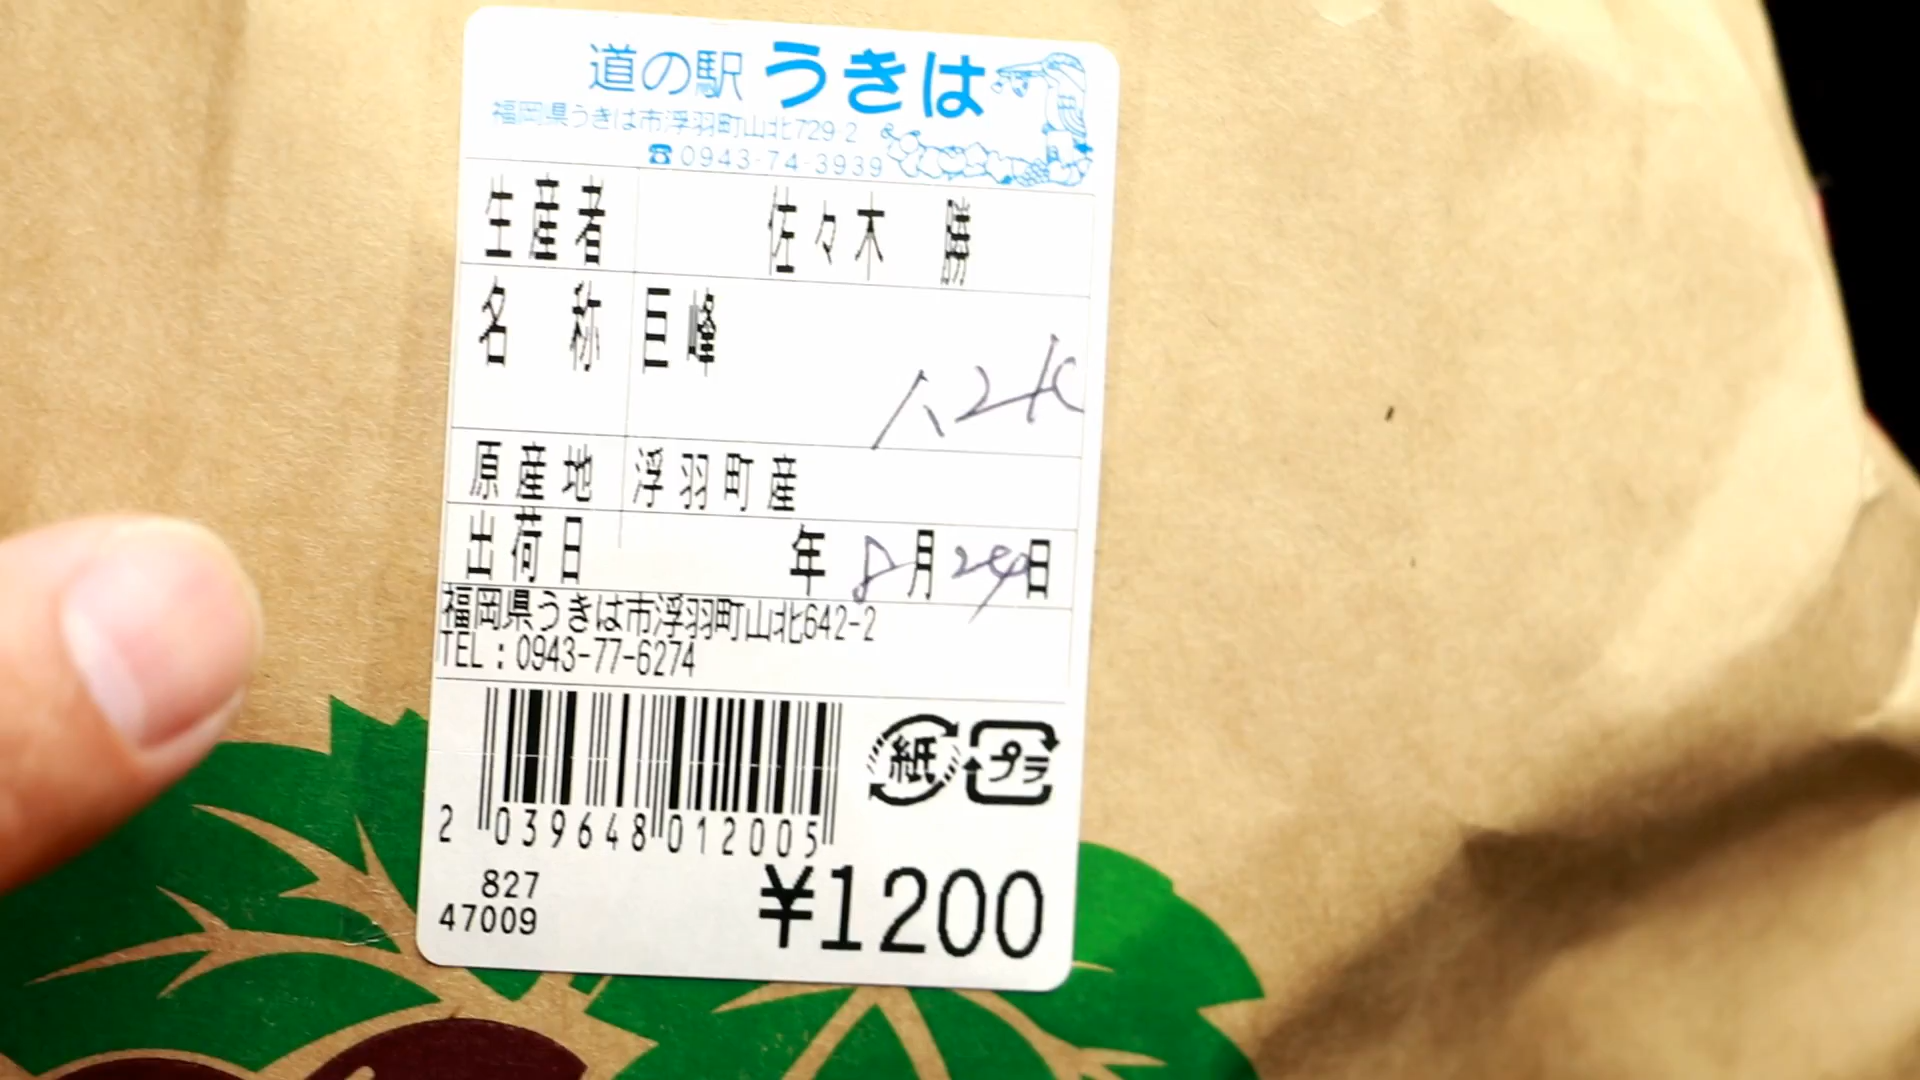 道の駅 うきは
福岡県うきは市浮羽町山北729-2
☎0943-74-3939
生産者 佐々木 勝
名称 巨峰
原産地 浮羽町産
出荷日 年 8月24日
福岡県うきは市浮羽町山北642-2
TEL:0943-77-6274
紙 プラ
2 039648 012005
827
47009
¥1200